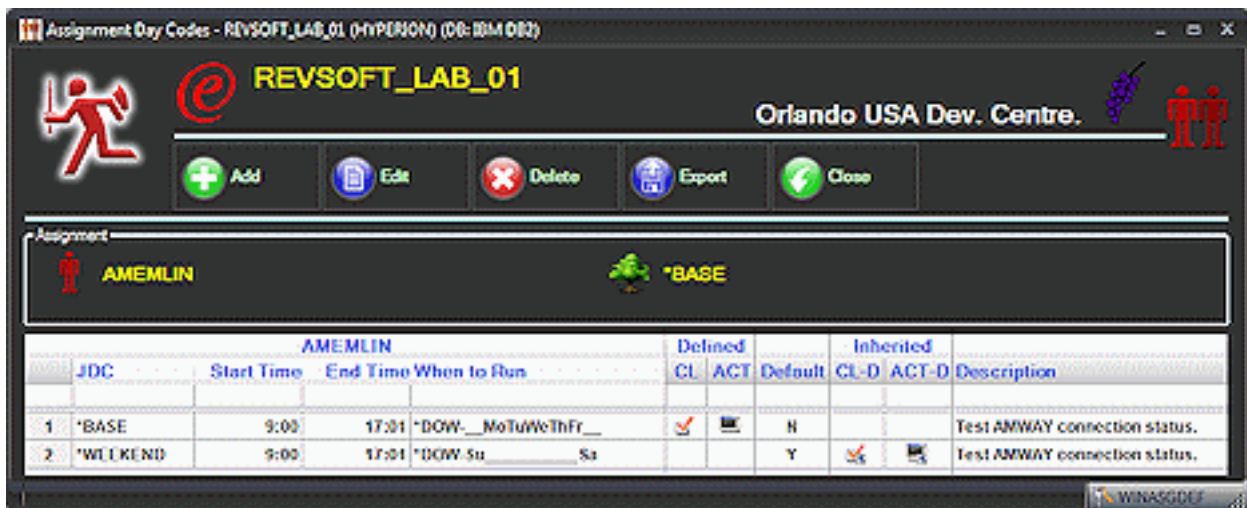 Assignment Day Codes - REVSOFT_LAB_01 (HYPERION) (DB: IBM DB2)
REVSOFT_LAB_01
Orlando USA Dev. Centre.
Add Edit Delete Export Close
Assignment
AMEMLIN *BASE
AMEMLIN Defined Inherited
JDC Start Time End Time When to Run CL ACT Default CL-D ACT-D Description
1 *BASE 9:00 17:01 *DOW-__MoTuWeThFr__ N Test AMWAY connection status.
2 *WEEKEND 9:00 17:01 *DOW-Su__________Sa Y Test AMWAY connection status.
WINASGDEF